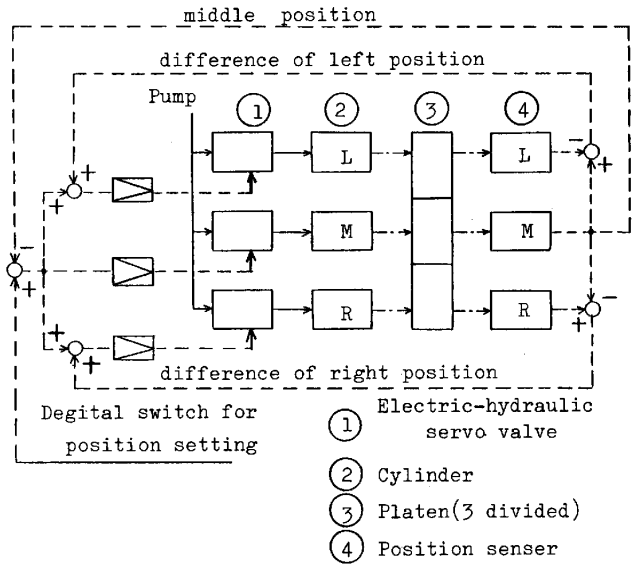 middle position
difference of left position
Pump
1 2 3 4
L L
M M
R R
difference of right position
Degital switch for
position setting
1 Electric-hydraulic
servo valve
2 Cylinder
3 Platen(3 divided)
4 Position senser